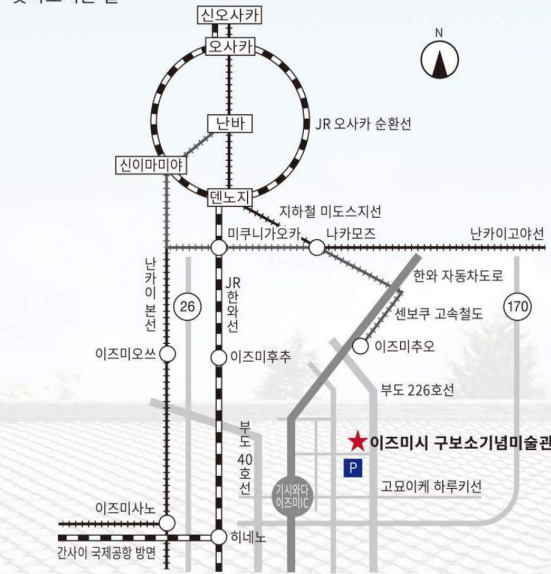 신오사카
N
오사카
난바
JR 오사카 순환선
신이마미야
덴노지
지하철 미도스지선
미쿠니가오카
나카모즈
난카이고야선
난카이 본선
26
JR 한와선
한와 자동차도로
170
센보쿠 고속철도
이즈미오쓰
이즈미후추
이즈미추오
부도 226호선
부도 40호선
★이즈미시 구보소기념미술관
P
기시와다
이즈미IC
고묘이케 하루키선
이즈미사노
간사이 국제공항 방면
히네노